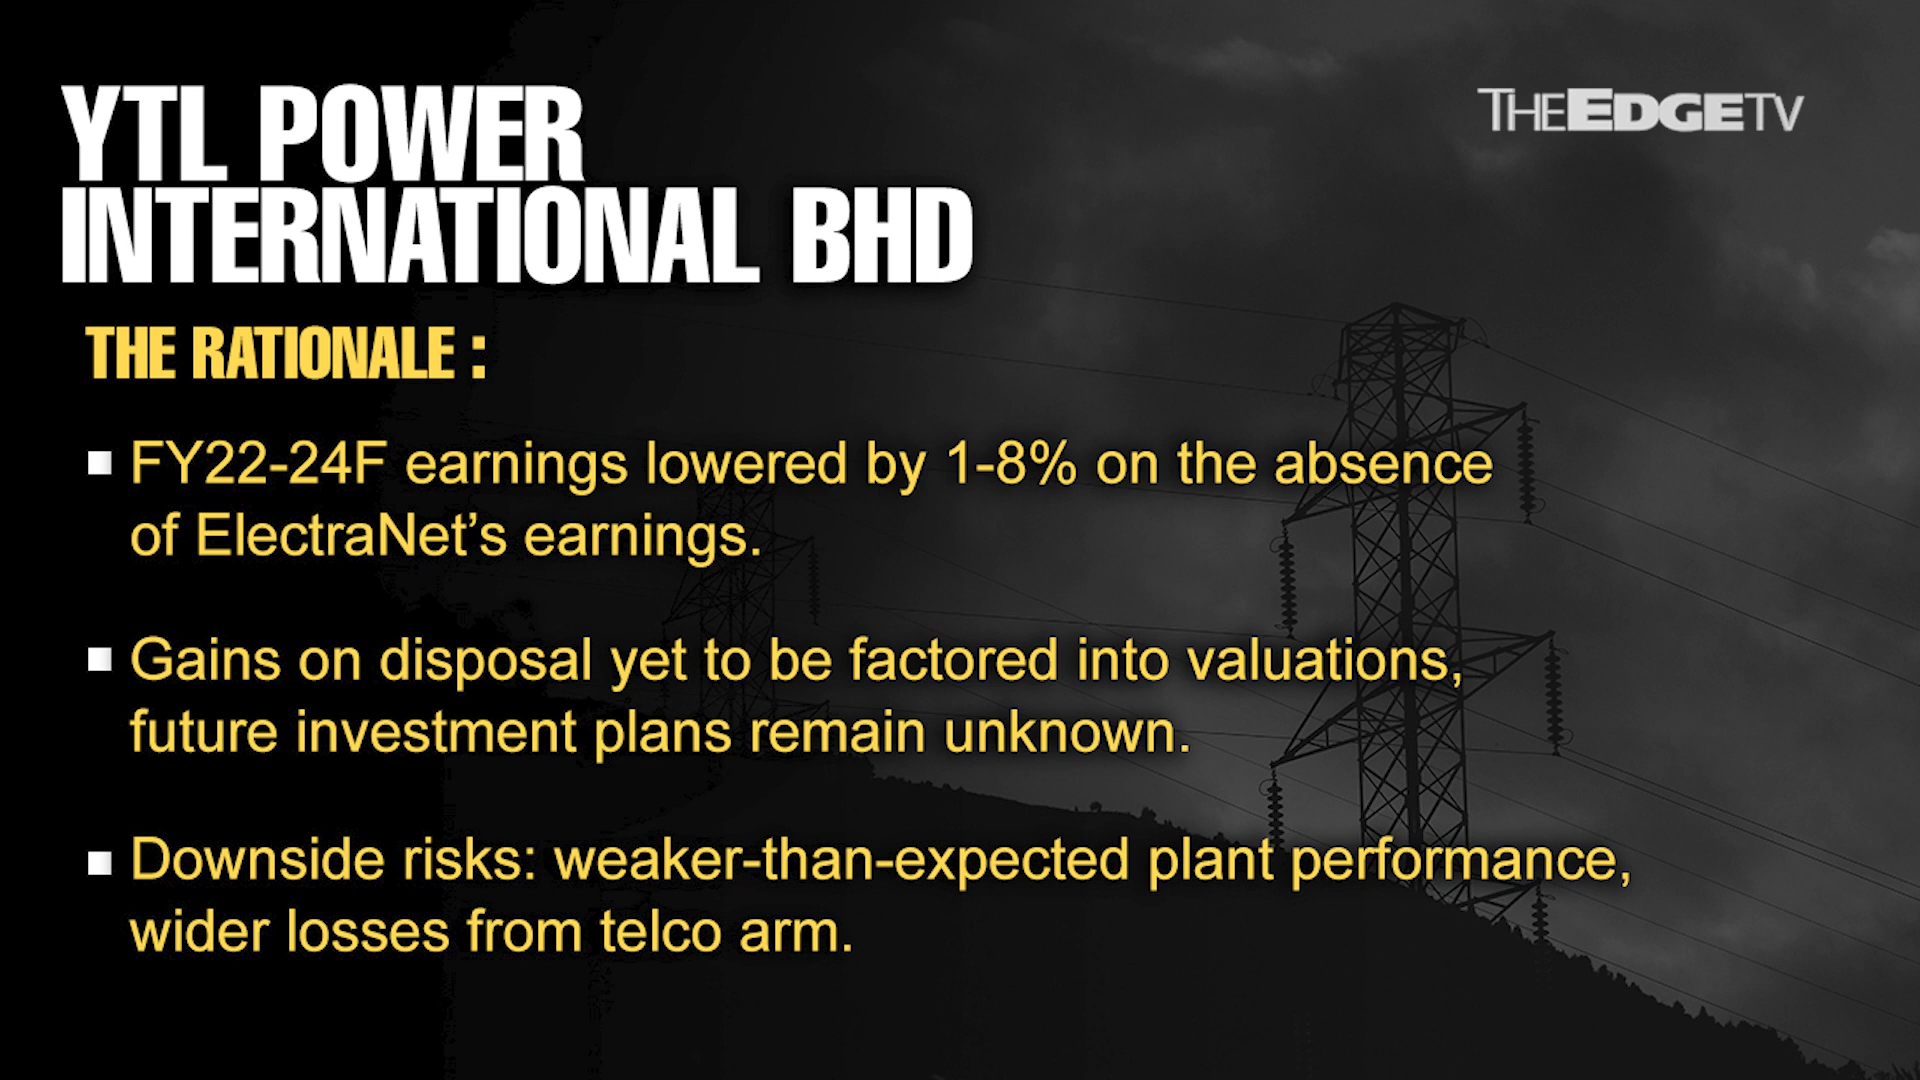 YTL POWER
INTERNATIONAL BHD
THEEDGETV
THE RATIONALE :
FY22-24F earnings lowered by 1-8% on the absence
of ElectraNet’s earnings.
Gains on disposal yet to be factored into valuations,
future investment plans remain unknown.
Downside risks: weaker-than-expected plant performance,
wider losses from telco arm.